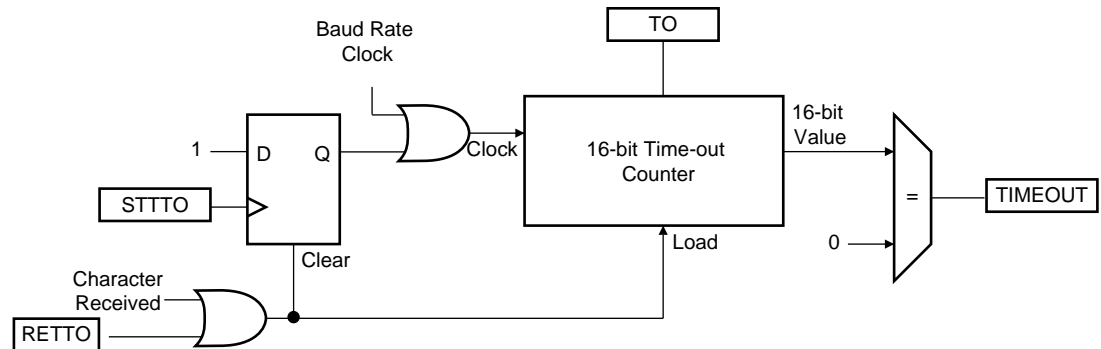 TO
Baud Rate
Clock
16-bit
Value
1
D
Q
Clock
16-bit Time-out
Counter
STTTO
=
TIMEOUT
Clear
Load
0
Character
Received
RETTO